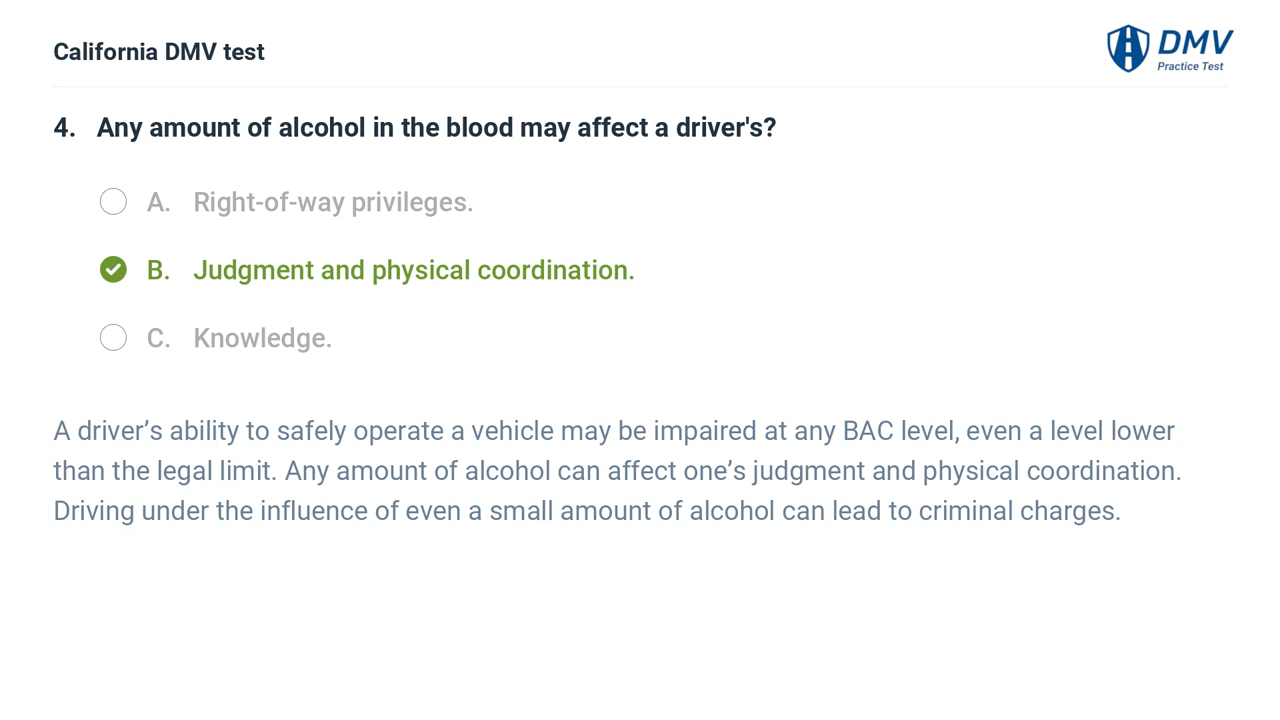 California DMV test
DMV
Practice Test
4. Any amount of alcohol in the blood may affect a driver's?
A. Right-of-way privileges.
B. Judgment and physical coordination.
C. Knowledge.
A driver’s ability to safely operate a vehicle may be impaired at any BAC level, even a level lower
than the legal limit. Any amount of alcohol can affect one’s judgment and physical coordination.
Driving under the influence of even a small amount of alcohol can lead to criminal charges.